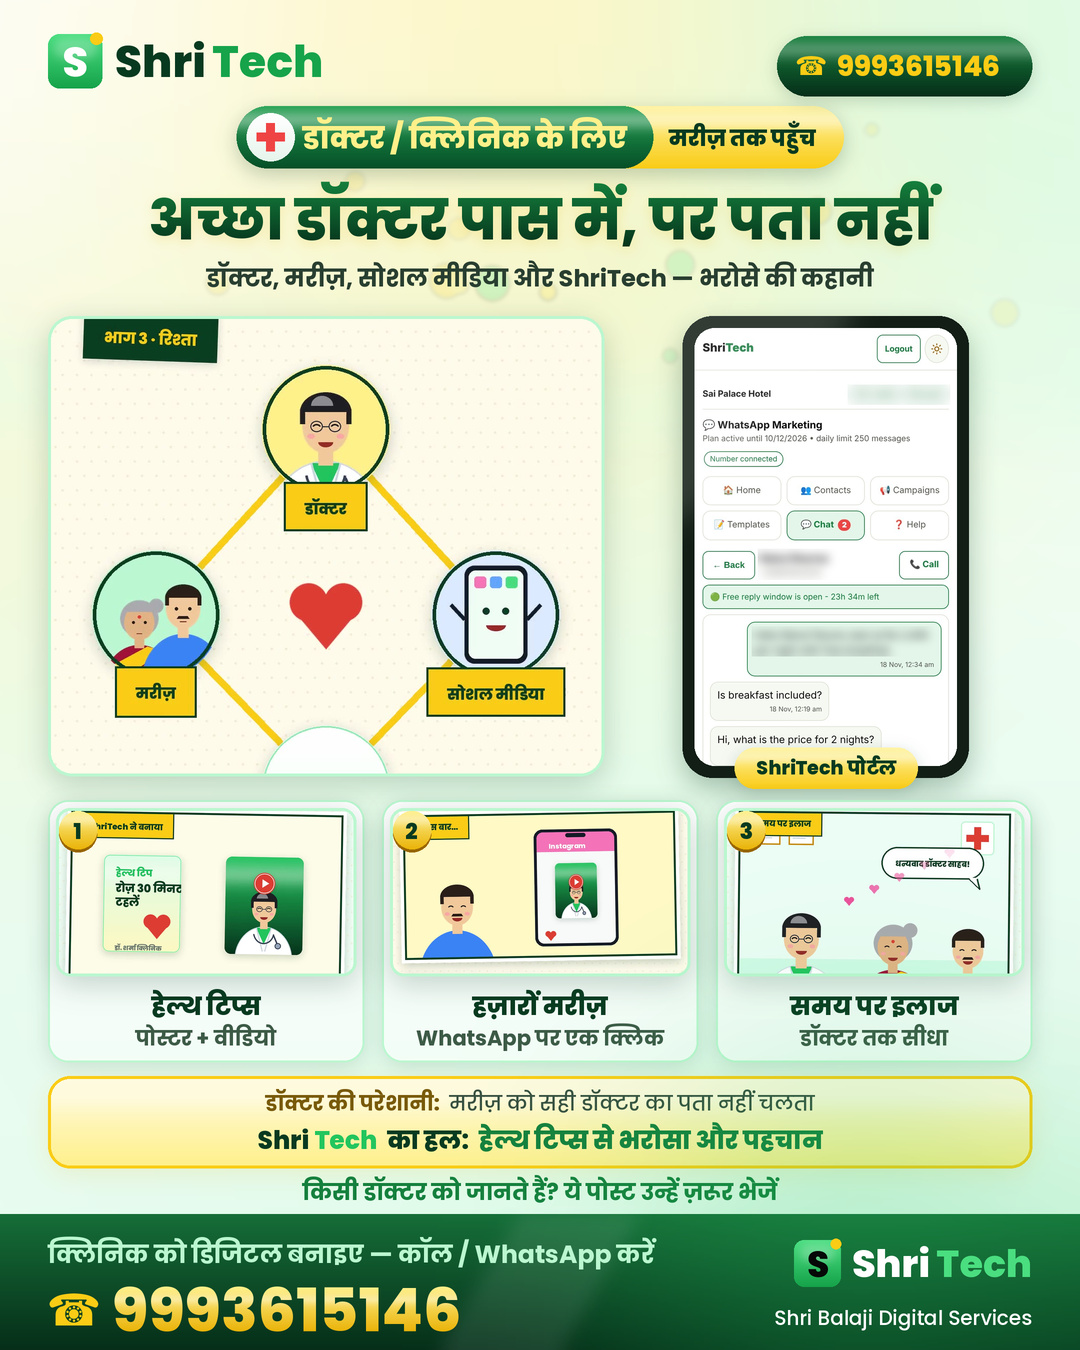 S Shri Tech
☎ 9993615146
डॉक्टर / क्लिनिक के लिए
मरीज़ तक पहुँच
अच्छा डॉक्टर पास में, पर पता नहीं
डॉक्टर, मरीज़, सोशल मीडिया और ShriTech — भरोसे की कहानी
भाग 3 · रिश्ता
डॉक्टर
मरीज़
सोशल मीडिया
ShriTech
Logout
Sai Palace Hotel
💬 WhatsApp Marketing
Plan active until 10/12/2026 • daily limit 250 messages
Number connected
🏠 Home
👥 Contacts
📢 Campaigns
📝 Templates
💬 Chat 2
❓ Help
← Back
📞 Call
🟢 Free reply window is open - 23h 34m left
18 Nov, 12:34 am
Is breakfast included?
18 Nov, 12:19 am
Hi, what is the price for 2 nights?
ShriTech पोर्टल
1
hriTech ने बनाया
हेल्थ टिप
रोज़ 30 मिनट
टहलें
डॉ. शर्मा क्लिनिक
हेल्थ टिप्स
पोस्टर + वीडियो
2
स बार...
Instagram
हज़ारों मरीज़
WhatsApp पर एक क्लिक
3
मय पर इलाज
धन्यवाद डॉक्टर साहब!
समय पर इलाज
डॉक्टर तक सीधा
डॉक्टर की परेशानी: मरीज़ को सही डॉक्टर का पता नहीं चलता
Shri Tech का हल: हेल्थ टिप्स से भरोसा और पहचान
किसी डॉक्टर को जानते हैं? ये पोस्ट उन्हें ज़रूर भेजें
क्लिनिक को डिजिटल बनाइए — कॉल / WhatsApp करें
☎ 9993615146
S Shri Tech
Shri Balaji Digital Services